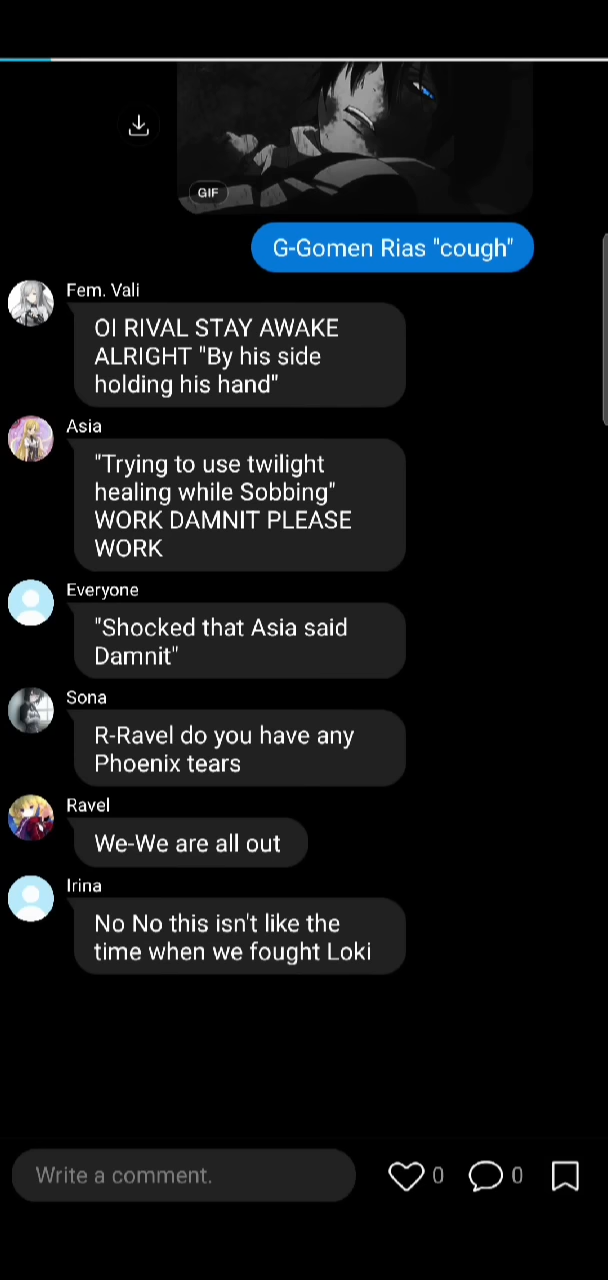 GIF
G-Gomen Rias "cough"
Fem. Vali
OI RIVAL STAY AWAKE
ALRIGHT "By his side
holding his hand"
Asia
"Trying to use twilight
healing while Sobbing"
WORK DAMNIT PLEASE
WORK
Everyone
"Shocked that Asia said
Damnit"
Sona
R-Ravel do you have any
Phoenix tears
Ravel
We-We are all out
Irina
No No this isn't like the
time when we fought Loki
Write a comment.
0
0